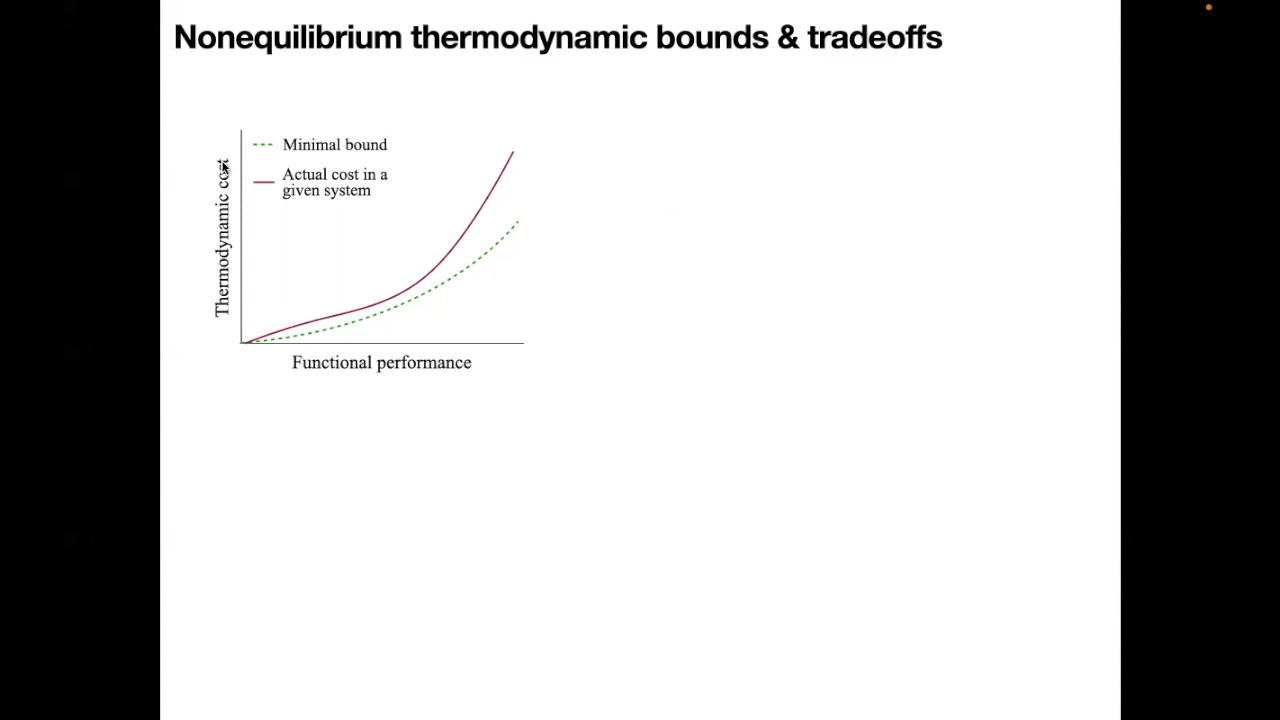 Nonequilibrium thermodynamic bounds & tradeoffs
Minimal bound
Actual cost in a
given system
Thermodynamic cost
Functional performance